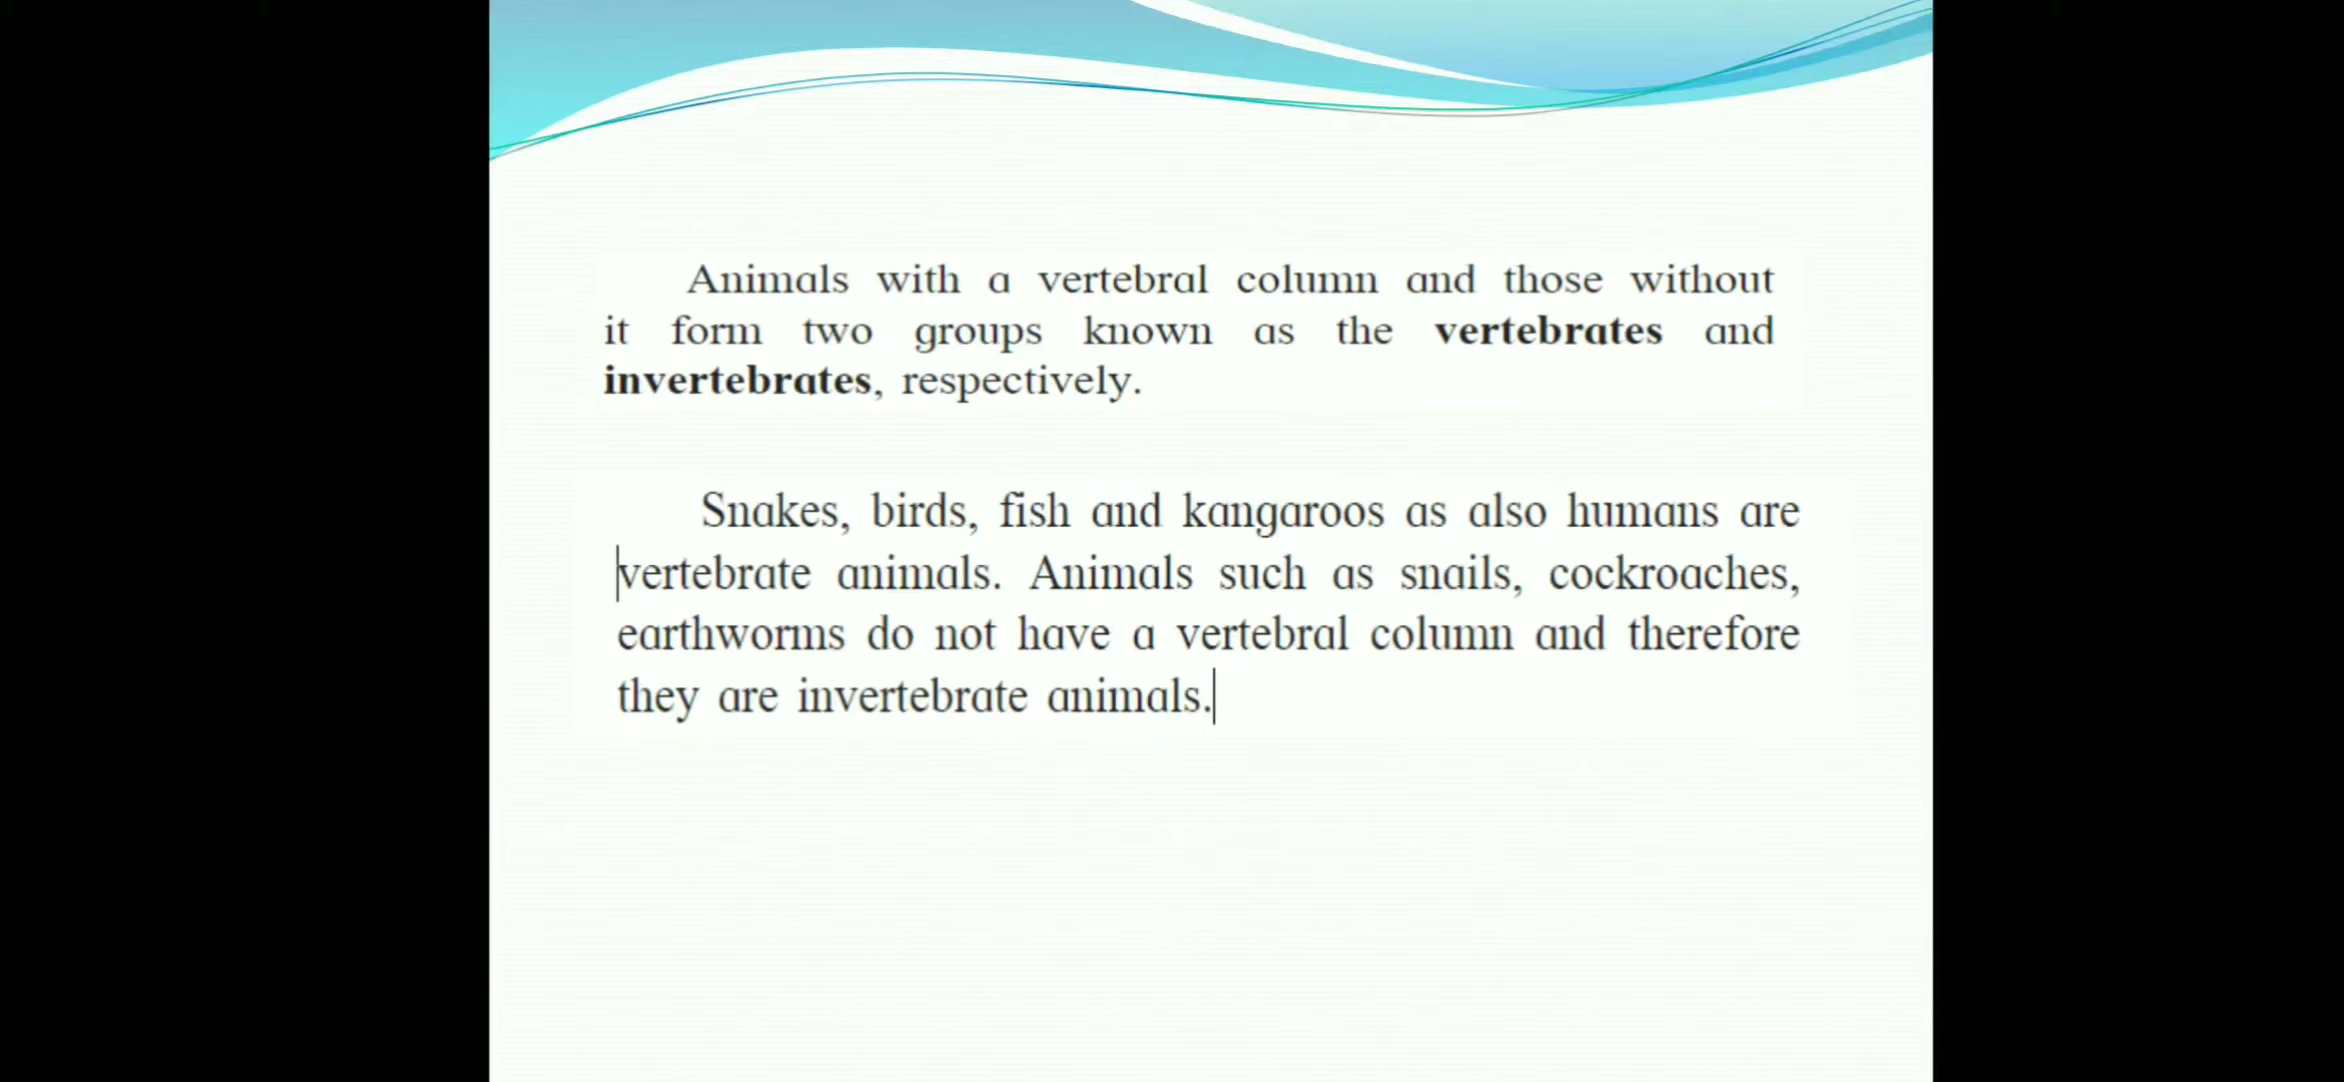 Animals with a vertebral column and those without
it form two groups known as the vertebrates and
invertebrates, respectively.
Snakes, birds, fish and kangaroos as also humans are
vertebrate animals. Animals such as snails, cockroaches,
earthworms do not have a vertebral column and therefore
they are invertebrate animals.